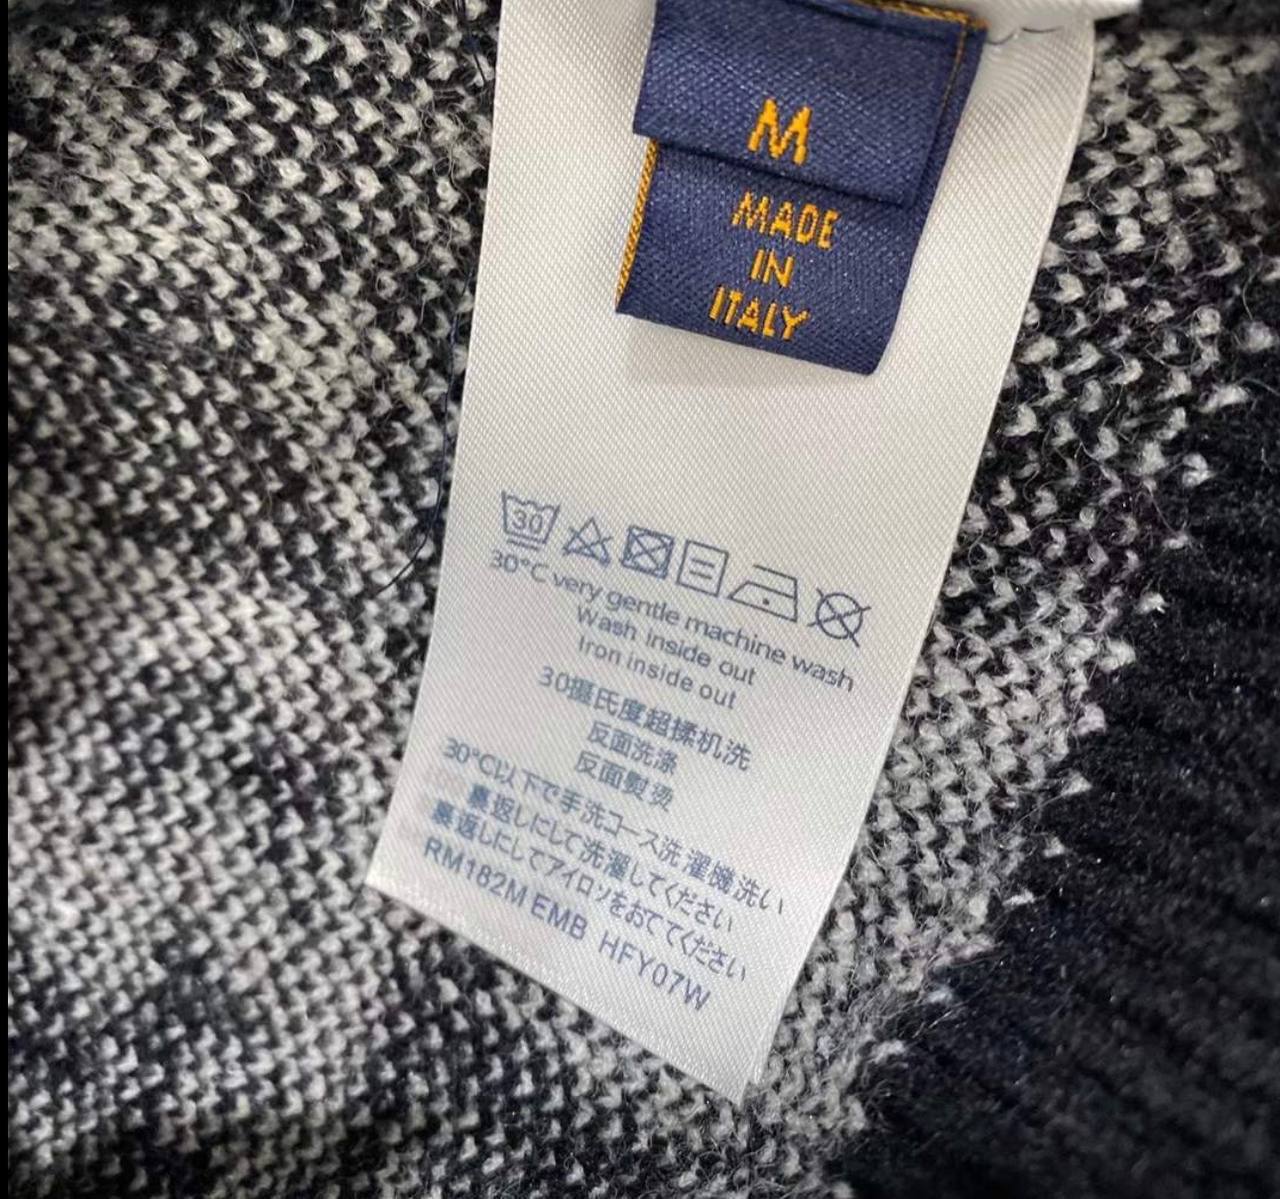 M
MADE
IN
ITALY
30
30°C very gentle machine wash
Wash inside out
Iron inside out
30摄氏度超揉机洗
反面洗涤
反面熨烫
30°C以下で手洗コース洗濯機洗い
裏返しにして洗濯してください
裏返しにしてアイロソをおててください
RM182M EMB HFY07W